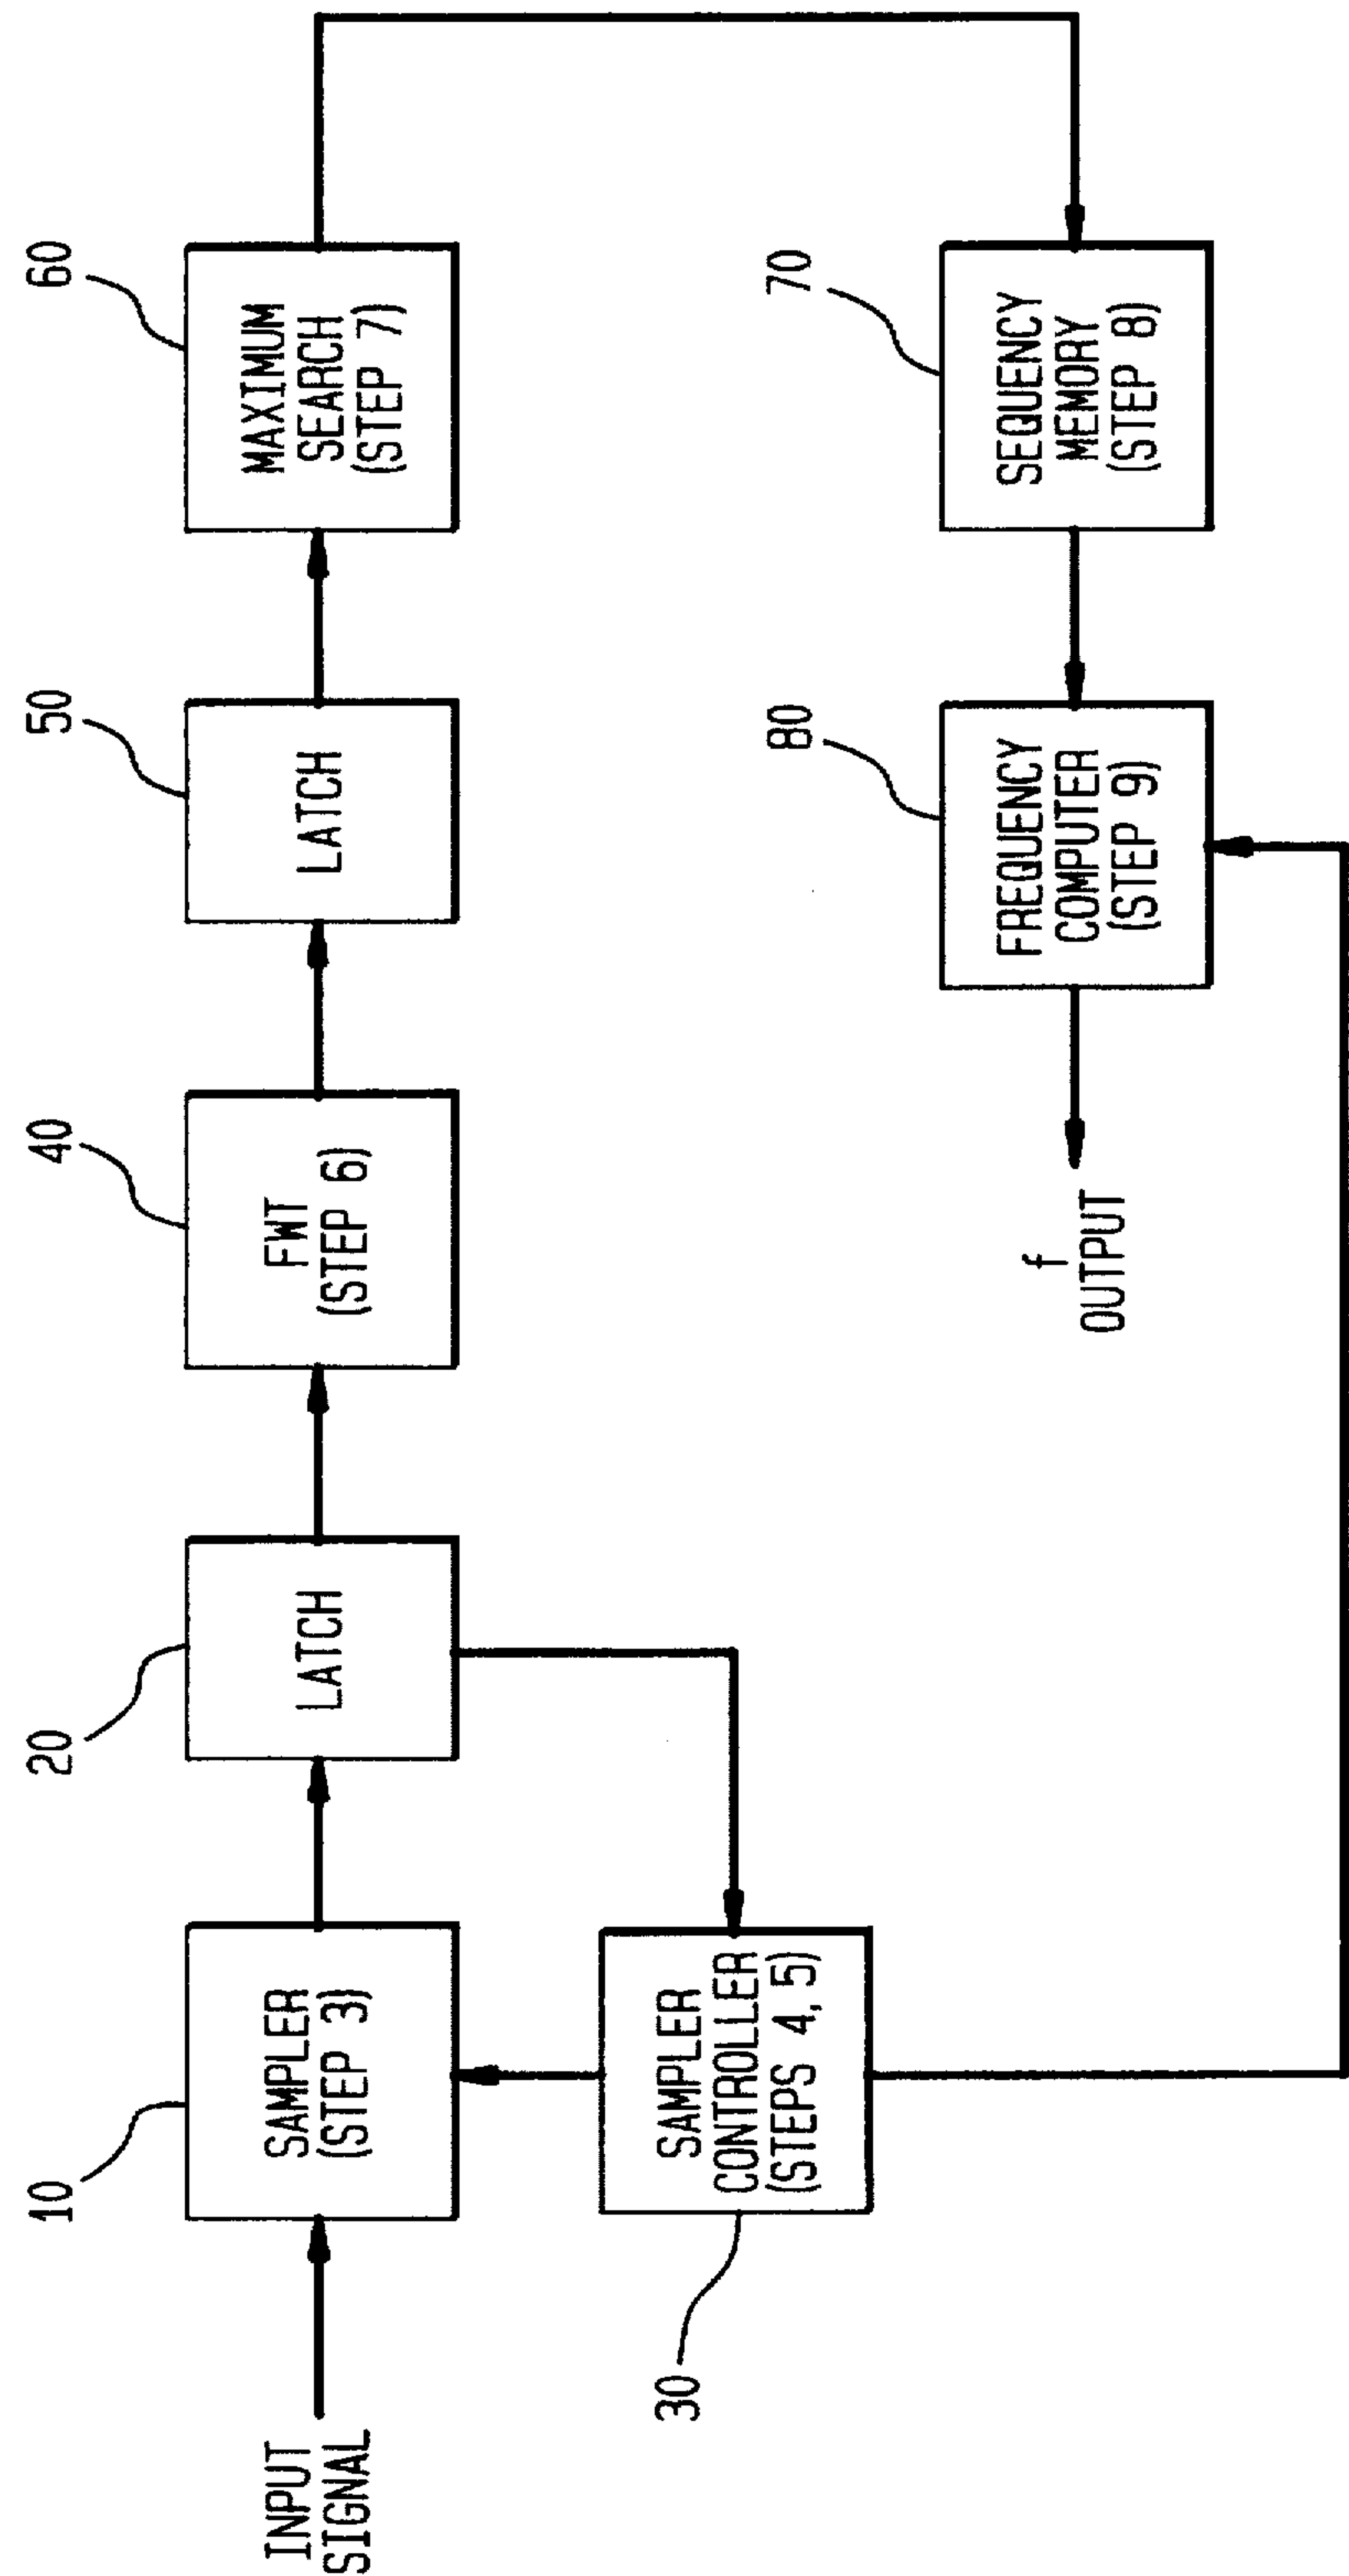 INPUT
SIGNAL
10
SAMPLER
(STEP 3)
20
LATCH
40
FWT
(STEP 6)
50
LATCH
60
MAXIMUM
SEARCH
(STEP 7)
30
SAMPLER
CONTROLLER
(STEPS 4, 5)
f
OUTPUT
80
FREQUENCY
COMPUTER
(STEP 9)
70
SEQUENCY
MEMORY
(STEP 8)